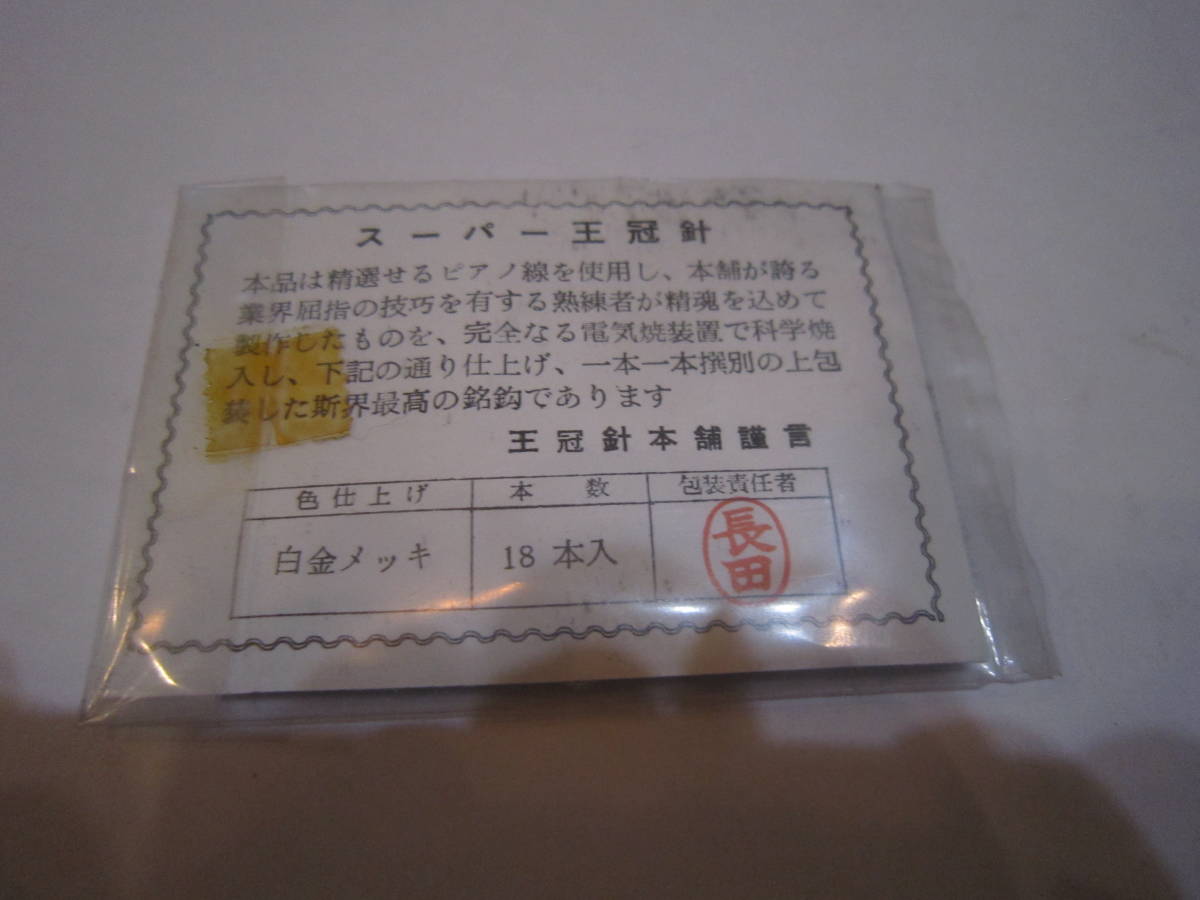 スーパー王冠針
本品は精選せるピアノ線を使用し、本舗が誇る
業界屈指の技巧を有する熟練者が精魂を込めて
製作したものを、完全なる電気焼装置で科学焼
入し、下記の通り仕上げ、一本一本撰別の上包
装した斯界最高の銘鈎であります
王冠針本舗謹言
色仕上げ 本数 包装責任者
白金メッキ 18本入 長田